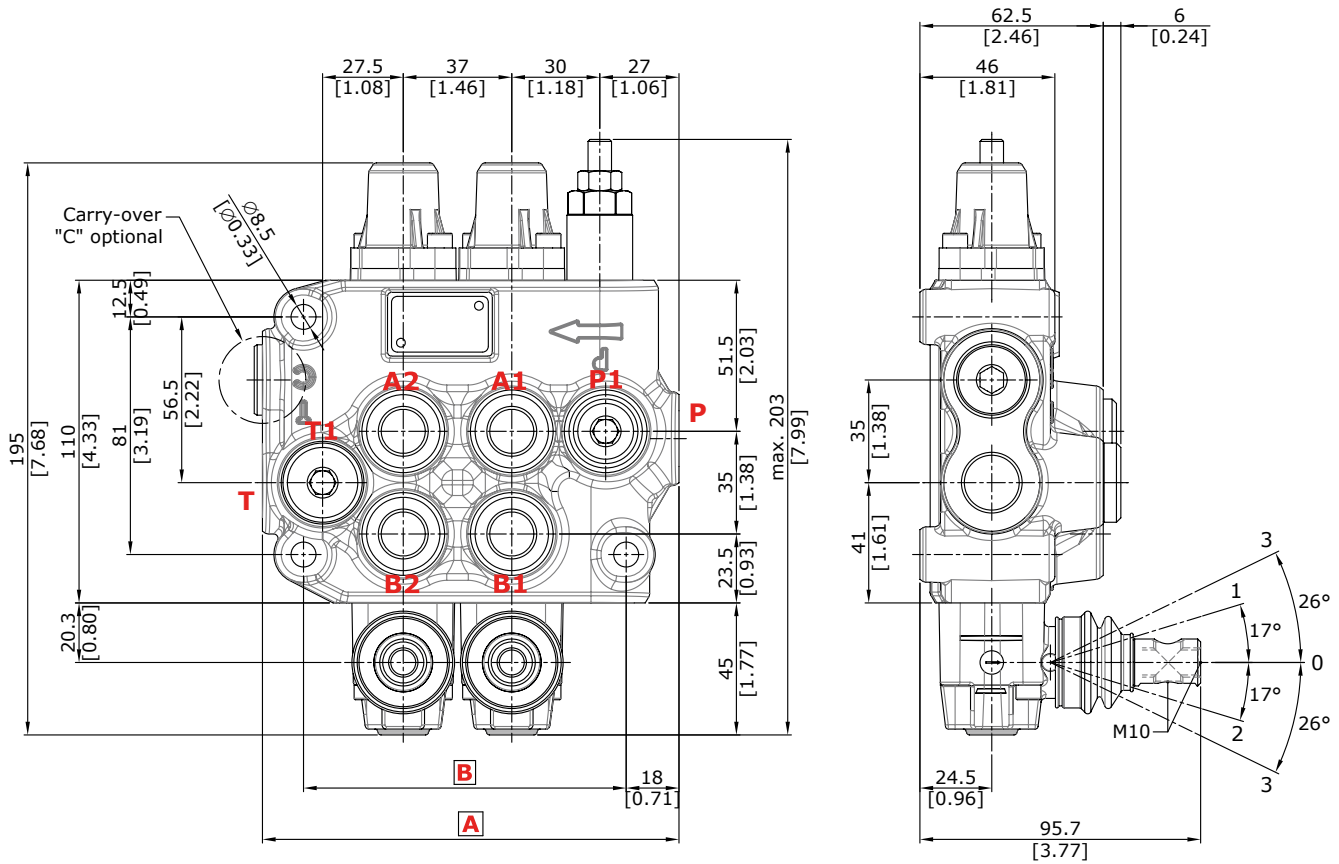 62.5
[2.46]
6
[0.24]
27.5
[1.08]
37
[1.46]
30
[1.18]
27
[1.06]
46
[1.81]
Carry-over
"C" optional
Ø8.5
[Ø0.33]
12.5
[0.49]
195
[7.68]
110
[4.33]
81
[3.19]
56.5
[2.22]
C
T
P
A2
A1
P1
P
T1
T
B2
B1
51.5
[2.03]
max. 203
[7.99]
35
[1.38]
23.5
[0.93]
20.3
[0.80]
45
[1.77]
35
[1.38]
41
[1.61]
3
1
26°
17°
0
17°
26°
M10
2
3
B
18
[0.71]
A
24.5
[0.96]
95.7
[3.77]